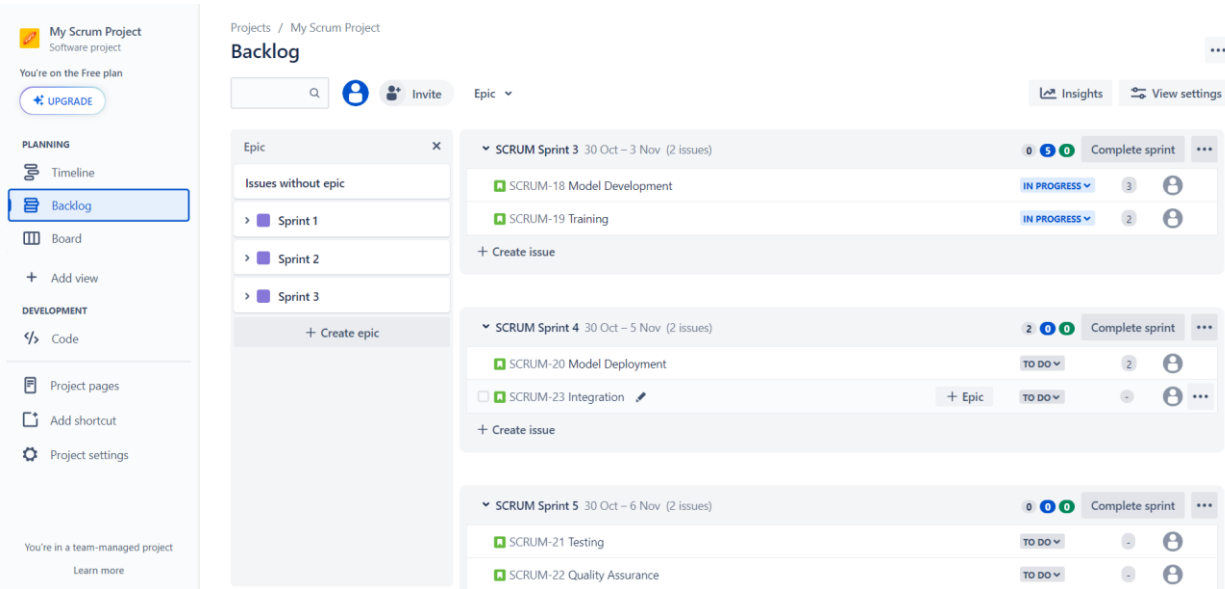 My Scrum Project
Software project
You're on the Free plan
UPGRADE
PLANNING
Timeline
Backlog
Board
+ Add view
DEVELOPMENT
Code
Project pages
Add shortcut
Project settings
You're in a team-managed project
Learn more
Projects / My Scrum Project
Backlog
Invite
Epic
Insights
View settings
Epic
Issues without epic
Sprint 1
Sprint 2
Sprint 3
+ Create epic
SCRUM Sprint 3 30 Oct – 3 Nov (2 issues) 0 5 0 Complete sprint
SCRUM-18 Model Development IN PROGRESS 3
SCRUM-19 Training IN PROGRESS 2
+ Create issue
SCRUM Sprint 4 30 Oct – 5 Nov (2 issues) 2 0 0 Complete sprint
SCRUM-20 Model Deployment TO DO 2
SCRUM-23 Integration + Epic TO DO -
+ Create issue
SCRUM Sprint 5 30 Oct – 6 Nov (2 issues) 0 0 0 Complete sprint
SCRUM-21 Testing TO DO -
SCRUM-22 Quality Assurance TO DO -